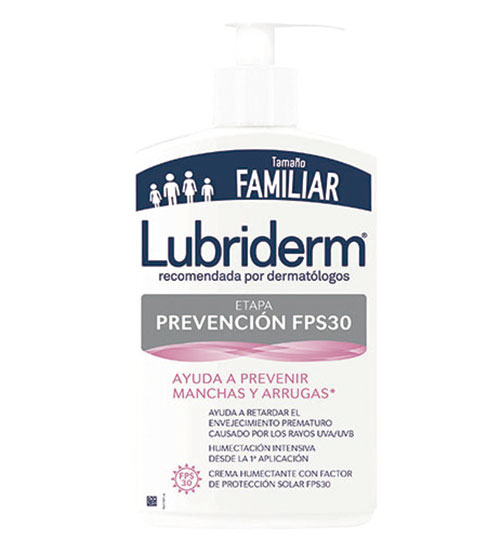 Tamaño
FAMILIAR
Lubriderm®
recomendada por dermatólogos
ETAPA
PREVENCIÓN FPS30
AYUDA A PREVENIR
MANCHAS Y ARRUGAS*
AYUDA A RETARDAR EL
ENVEJECIMIENTO PREMATURO
CAUSADO POR LOS RAYOS UVA/UVB
HUMECTACIÓN INTENSIVA
DESDE LA 1ª APLICACIÓN
FPS
30
CREMA HUMECTANTE CON FACTOR
DE PROTECCIÓN SOLAR FPS30